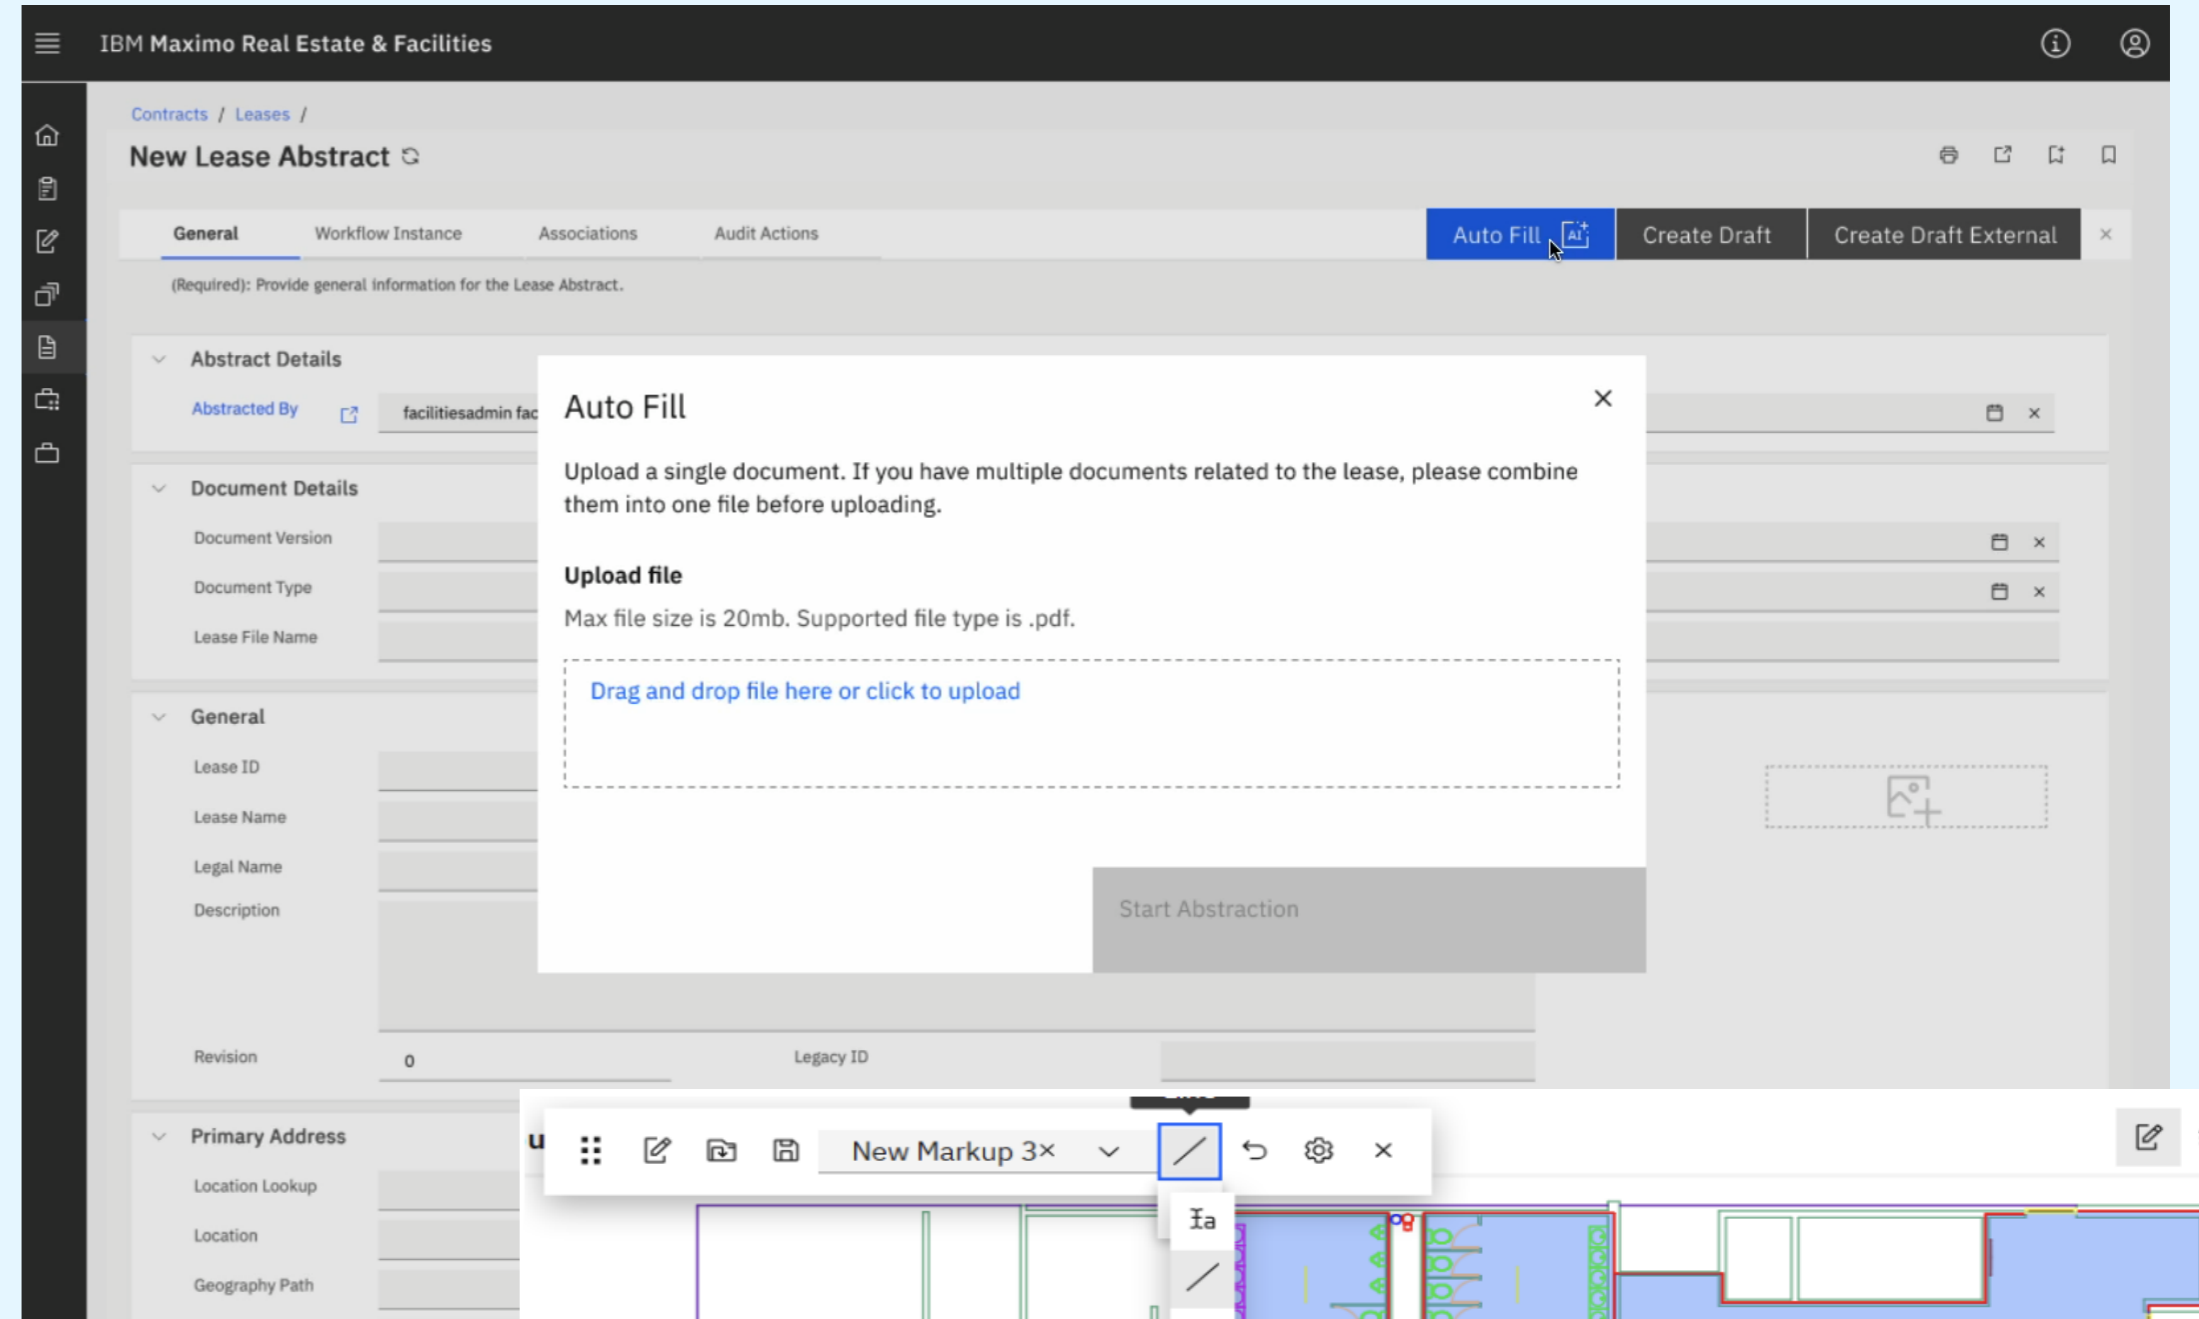 IBM Maximo Real Estate & Facilities
Contracts / Leases /
New Lease Abstract
General Workflow Instance Associations Audit Actions Auto Fill AI Create Draft Create Draft External
(Required): Provide general information for the Lease Abstract.
Abstract Details
Abstracted By facilitiesadmin fac
Auto Fill
Upload a single document. If you have multiple documents related to the lease, please combine
them into one file before uploading.
Upload file
Max file size is 20mb. Supported file type is .pdf.
Drag and drop file here or click to upload
Start Abstraction
Document Details
Document Version
Document Type
Lease File Name
General
Lease ID
Lease Name
Legal Name
Description
Revision 0 Legacy ID
Primary Address
Location Lookup
Location
Geography Path
u
New Markup 3×
Ɪa